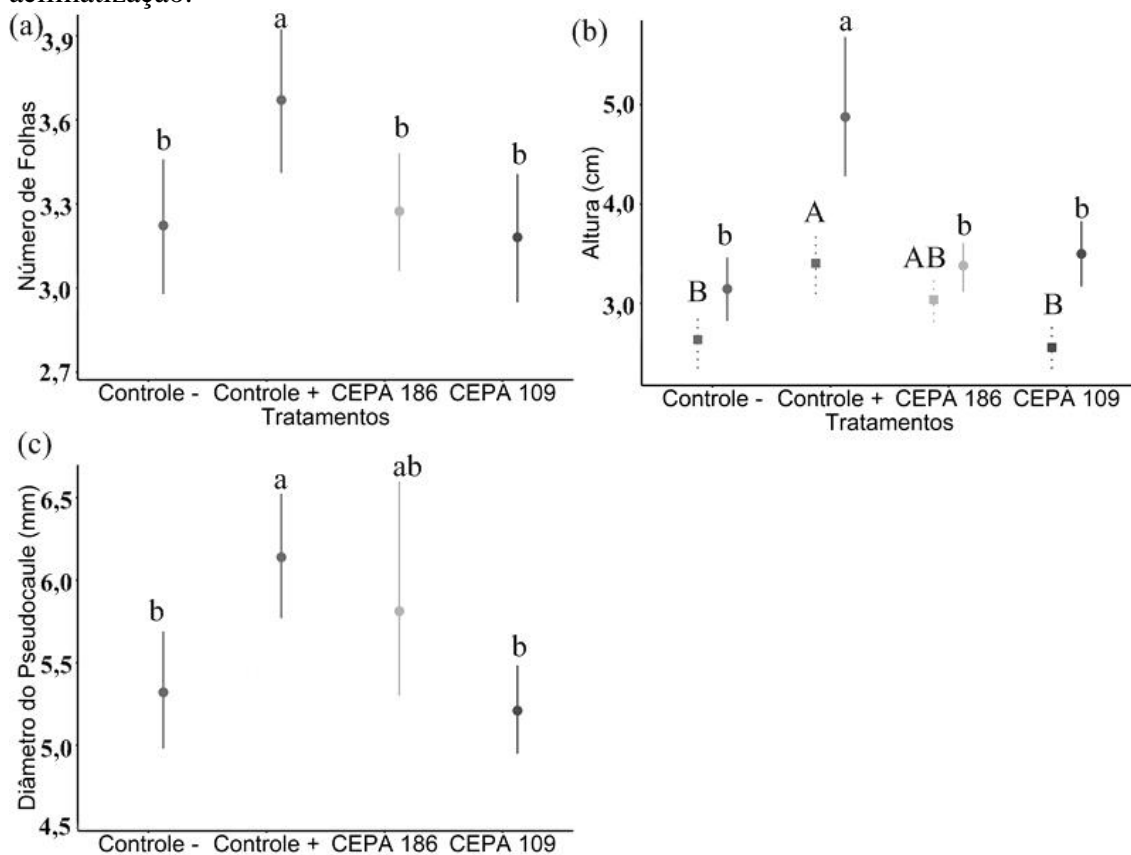 aclimatização.
(a)
a
3,9
3,6
3,3
3,0
2,7
Número de Folhas
b
b
b
Controle - Controle + CEPA 186 CEPA 109
Tratamentos
(b)
a
5,0
4,0
3,0
Altura (cm)
B
b
A
AB
b
B
b
Controle - Controle + CEPA 186 CEPA 109
Tratamentos
(c)
6,5
6,0
5,5
5,0
4,5
Diâmetro do Pseudocaule (mm)
b
a
ab
b
Controle - Controle + CEPA 186 CEPA 109